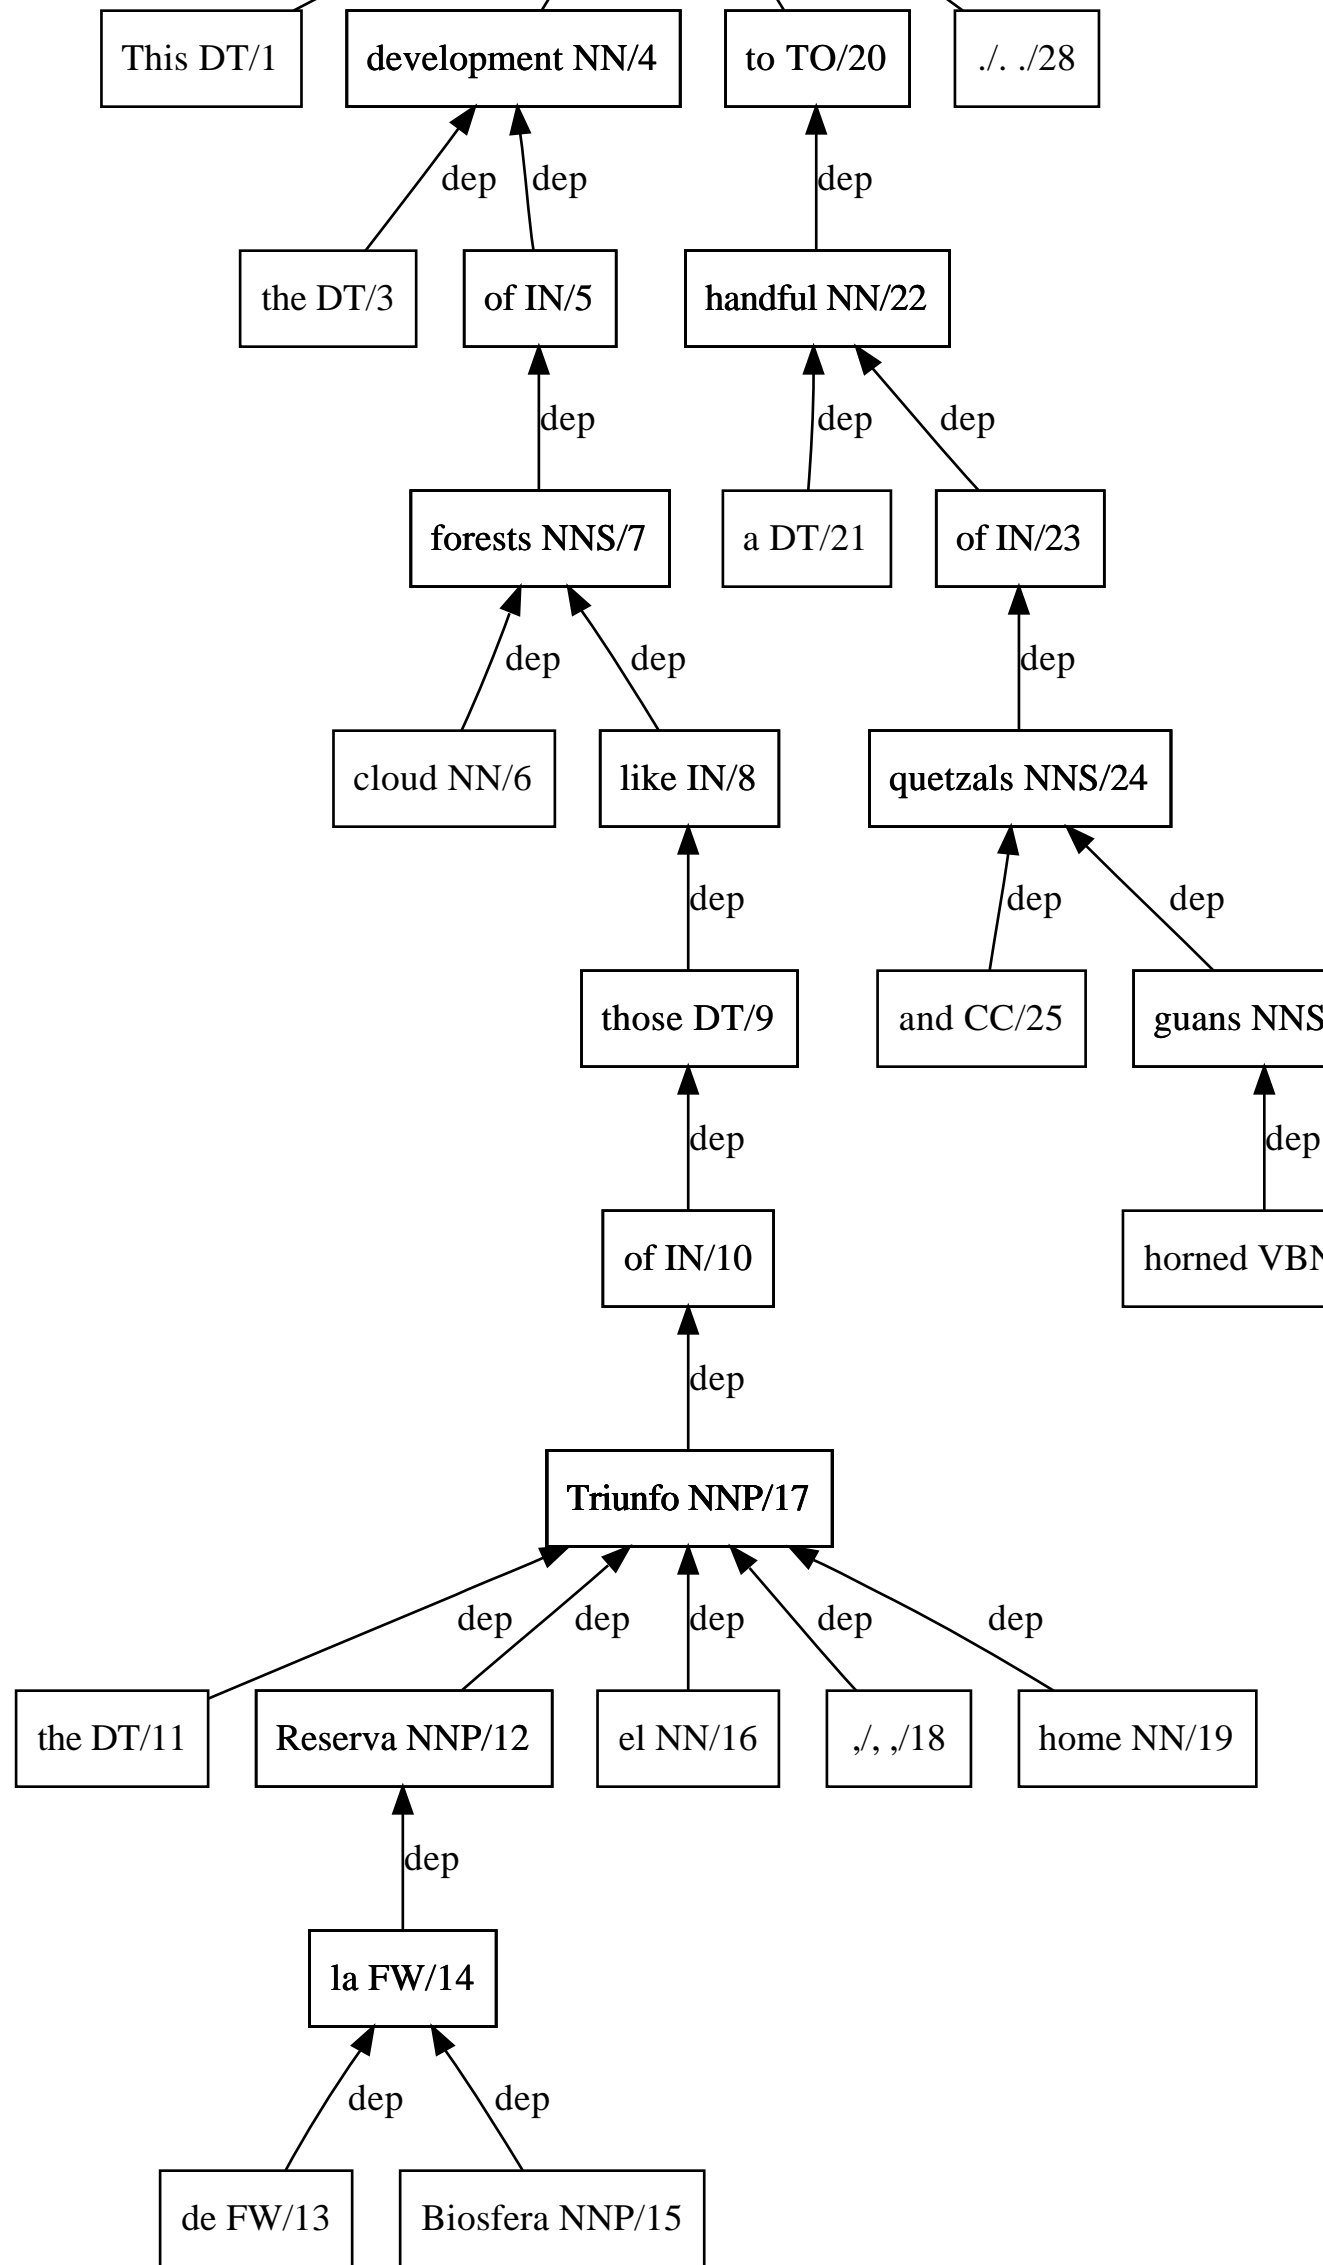 This DT/1 development NN/4 to TO/20 ./. ./28
dep dep dep
the DT/3 of IN/5 handful NN/22
dep dep dep
forests NNS/7 a DT/21 of IN/23
dep dep dep
cloud NN/6 like IN/8 quetzals NNS/24
dep dep dep
those DT/9 and CC/25 guans NNS
dep dep
of IN/10 horned VBN
dep
Triunfo NNP/17
dep dep dep dep dep
the DT/11 Reserva NNP/12 el NN/16 ,/, ,/18 home NN/19
dep
la FW/14
dep dep
de FW/13 Biosfera NNP/15